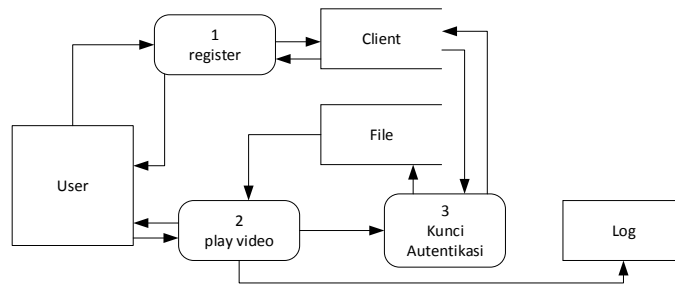 1
register
Client
File
User
2
play video
3
Kunci
Autentikasi
Log